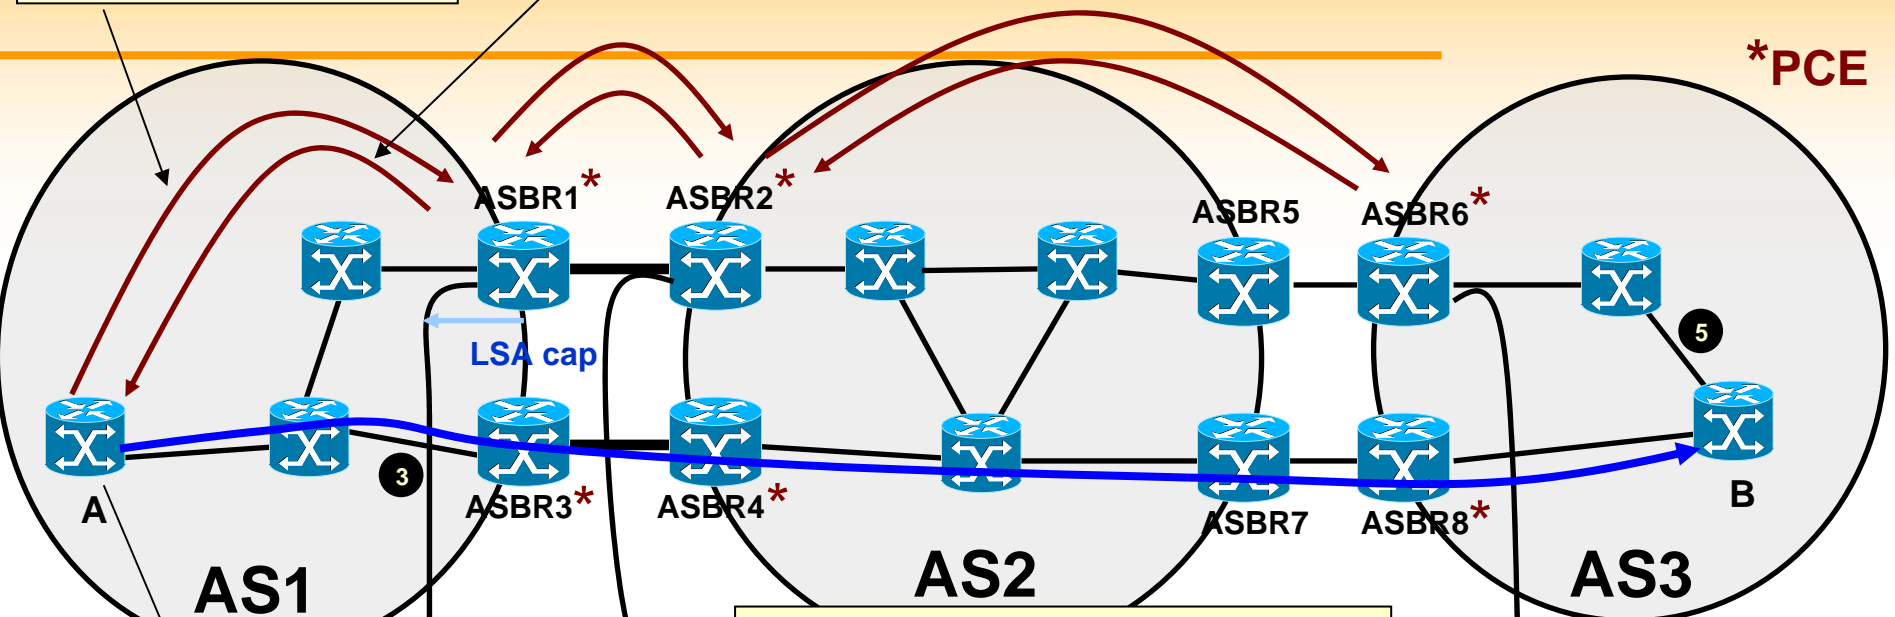 *PCE
ASBR1*
ASBR2*
ASBR5
ASBR6*
LSA cap
5
3
A
ASBR3*
ASBR4*
ASBR7
ASBR8*
B
AS1
AS2
AS3